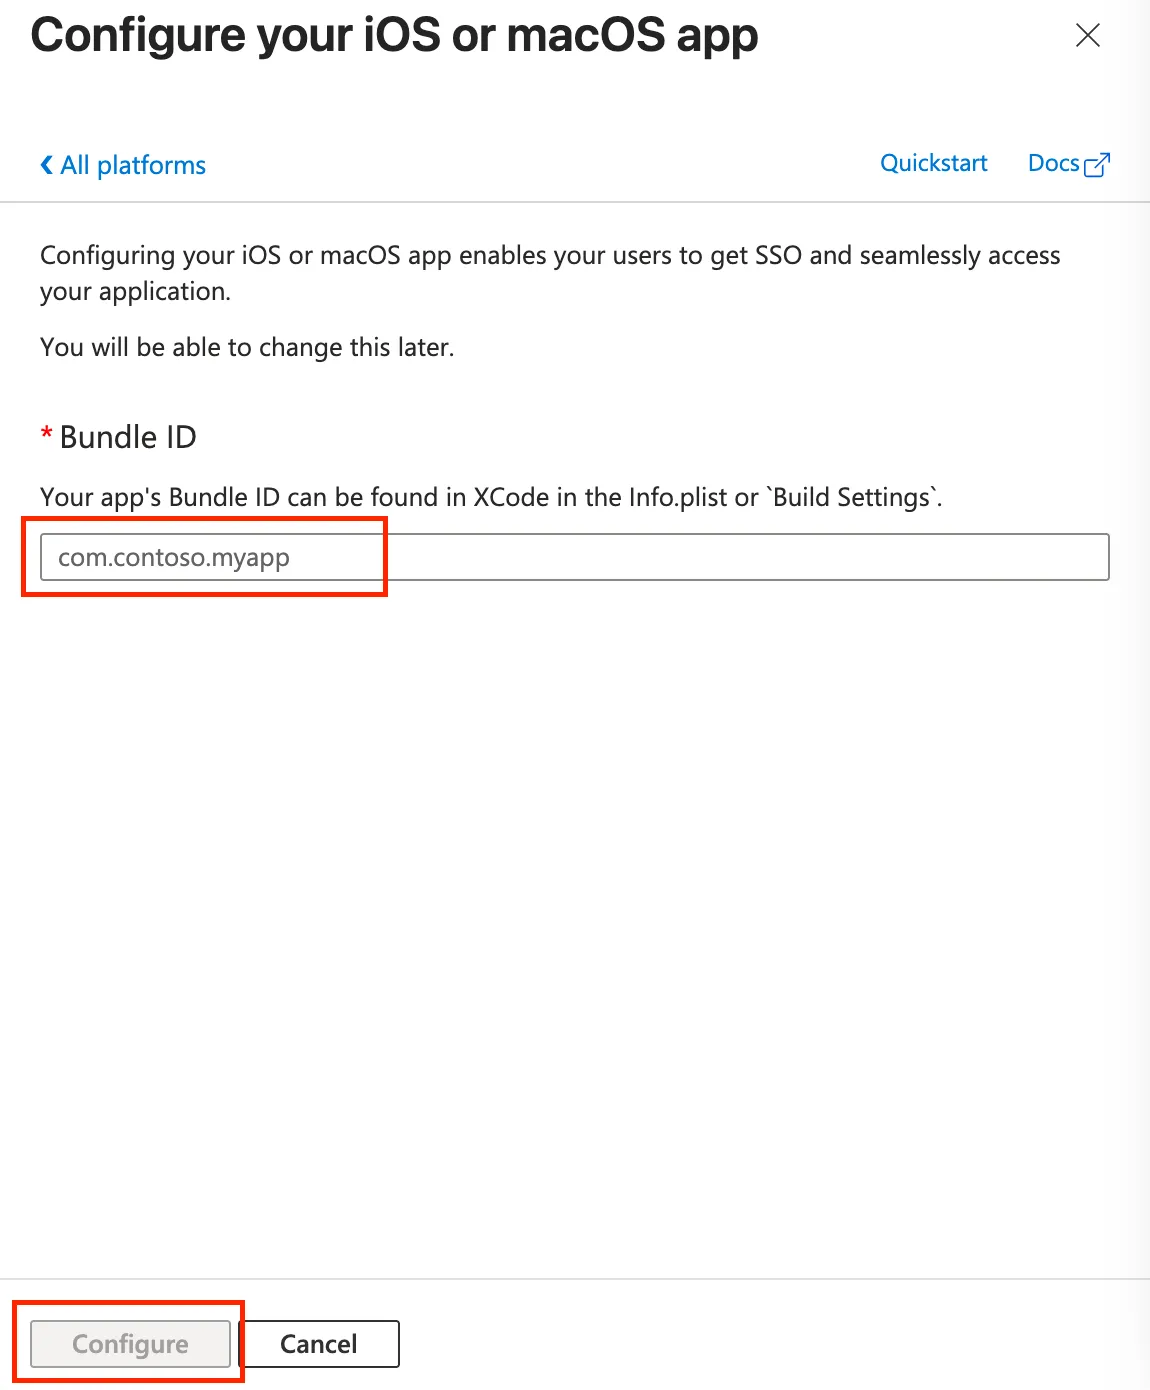 Configure your iOS or macOS app
All platforms
Quickstart
Docs
Configuring your iOS or macOS app enables your users to get SSO and seamlessly access
your application.
You will be able to change this later.
* Bundle ID
Your app's Bundle ID can be found in XCode in the Info.plist or `Build Settings`.
com.contoso.myapp
Configure
Cancel